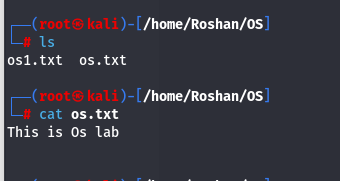 (root㉿kali)-[/home/Roshan/OS]
# ls
os1.txt  os.txt
(root㉿kali)-[/home/Roshan/OS]
# cat os.txt
This is Os lab